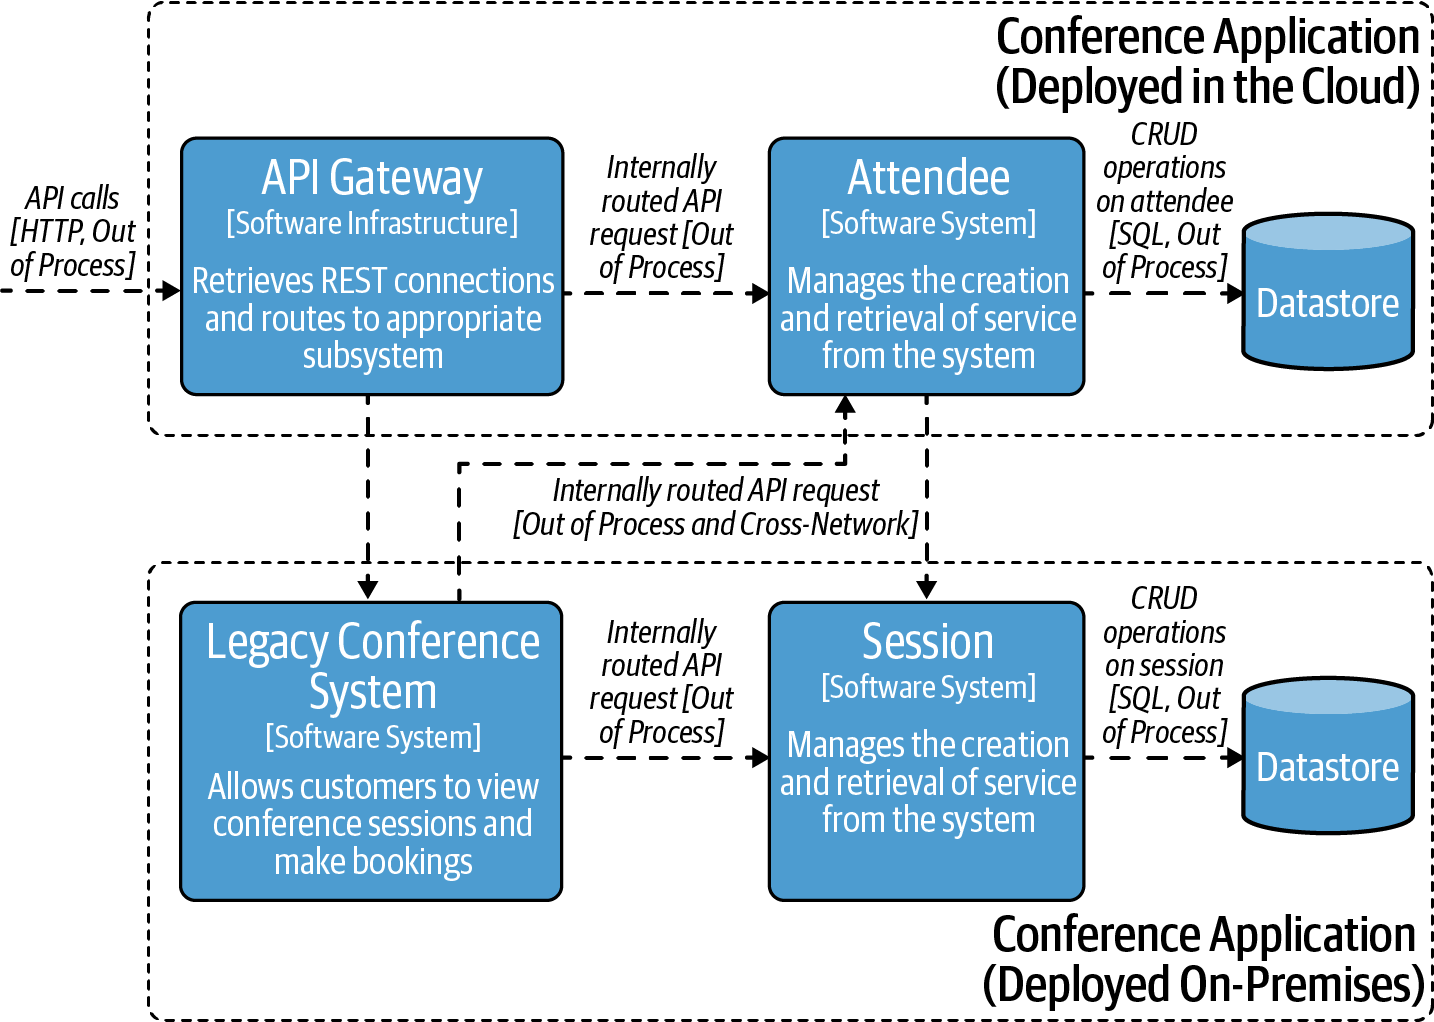 Conference Application
(Deployed in the Cloud)
API calls
[HTTP, Out
of Process]
API Gateway
[Software Infrastructure]
Retrieves REST connections
and routes to appropriate
subsystem
Internally
routed API
request [Out
of Process]
Attendee
[Software System]
Manages the creation
and retrieval of service
from the system
CRUD
operations
on attendee
[SQL, Out
of Process]
Datastore
Internally routed API request
[Out of Process and Cross-Network]
Legacy Conference
System
[Software System]
Allows customers to view
conference sessions and
make bookings
Internally
routed API
request [Out
of Process]
Session
[Software System]
Manages the creation
and retrieval of service
from the system
CRUD
operations
on session
[SQL, Out
of Process]
Datastore
Conference Application
(Deployed On-Premises)